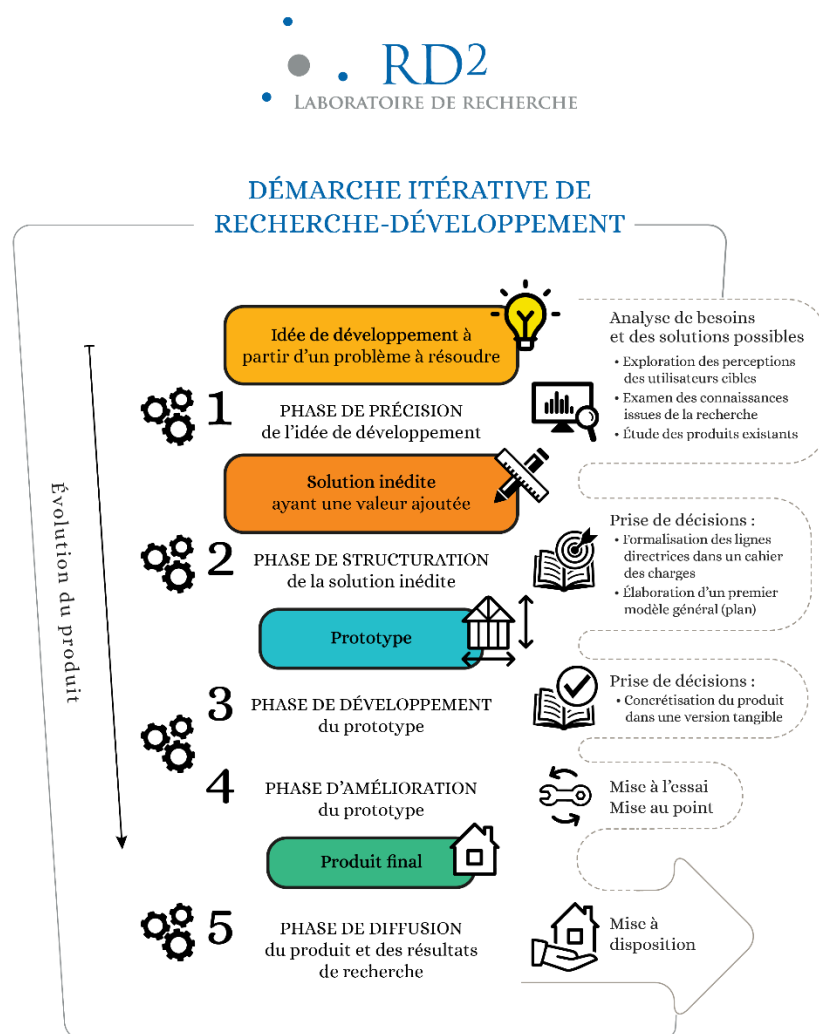 RD²
LABORATOIRE DE RECHERCHE
DÉMARCHE ITÉRATIVE DE
RECHERCHE-DÉVELOPPEMENT
Évolution du produit
Idée de développement à
partir d'un problème à résoudre
Analyse de besoins
et des solutions possibles
• Exploration des perceptions
des utilisateurs cibles
• Examen des connaissances
issues de la recherche
• Étude des produits existants
1
PHASE DE PRÉCISION
de l'idée de développement
Solution inédite
ayant une valeur ajoutée
2
PHASE DE STRUCTURATION
de la solution inédite
Prise de décisions :
• Formalisation des lignes
directrices dans un cahier
des charges
• Élaboration d'un premier
modèle général (plan)
Prototype
3
PHASE DE DÉVELOPPEMENT
du prototype
Prise de décisions :
• Concrétisation du produit
dans une version tangible
4
PHASE D'AMÉLIORATION
du prototype
Mise à l'essai
Mise au point
Produit final
5
PHASE DE DIFFUSION
du produit et des résultats
de recherche
Mise à
disposition